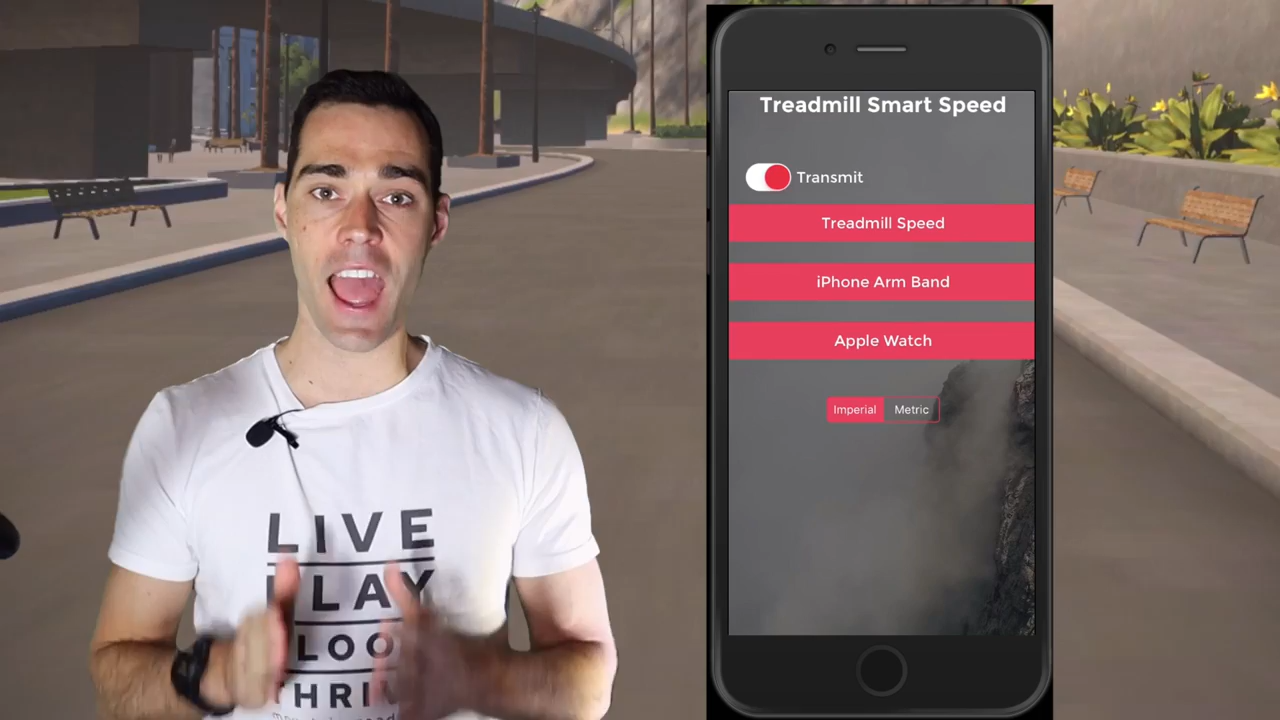 Treadmill Smart Speed
Transmit
Treadmill Speed
iPhone Arm Band
Apple Watch
Imperial Metric
LIVE